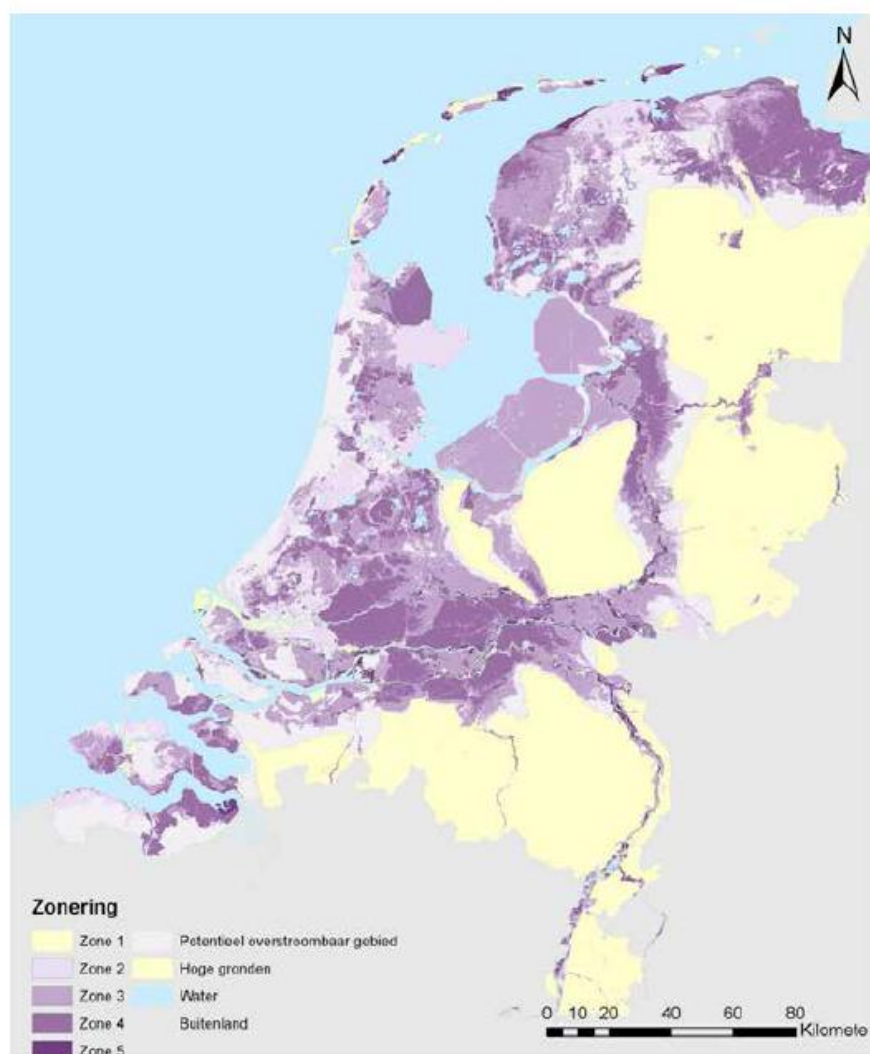 N
Zonering
Zone 1
Zone 2
Zone 3
Zone 4
Zone 5
Potentieel overstroombaar gebied
Hoge gronden
Water
Buitenland
0 10 20 40 60 80
Kilomete